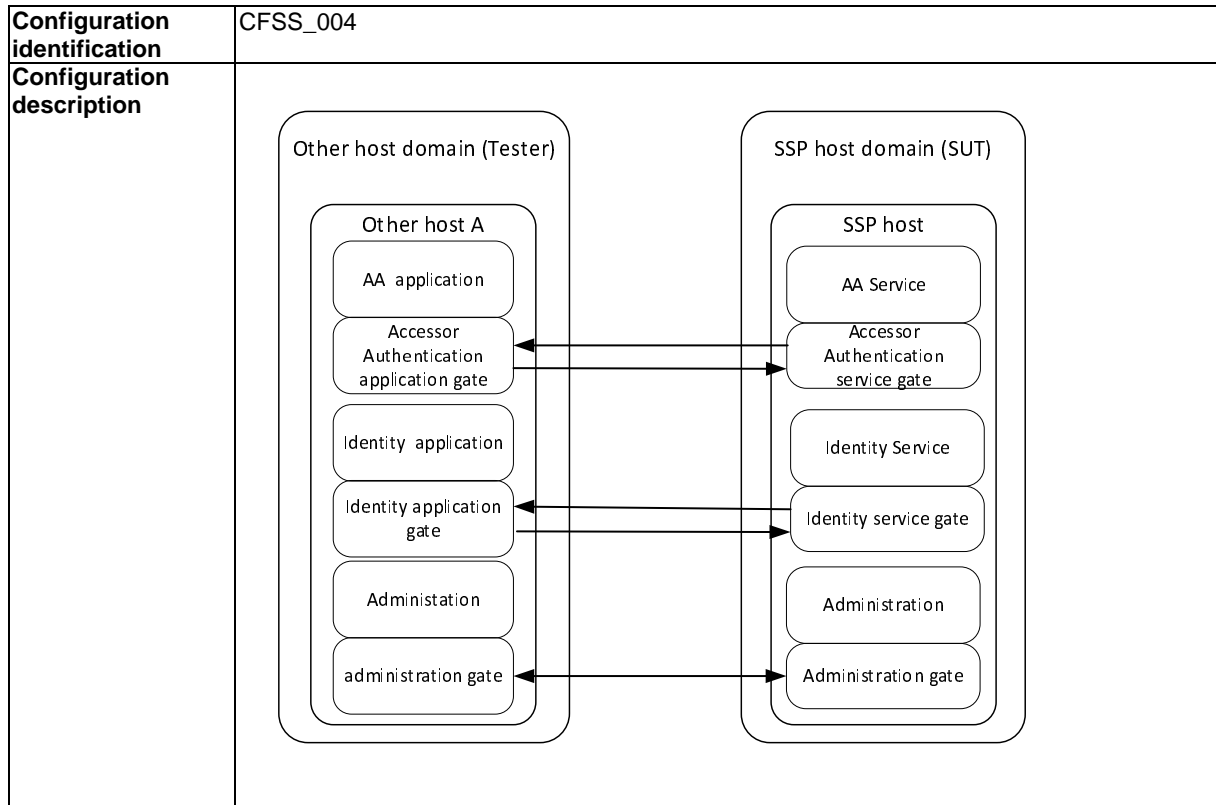 Configuration
identification
CFSS_004
Configuration
description
Other host domain (Tester)
Other host A
AA application
Accessor
Authentication
application gate
Identity application
Identity application
gate
Administation
administration gate
SSP host domain (SUT)
SSP host
AA Service
Accessor
Authentication
service gate
Identity Service
Identity service gate
Administration
Administration gate